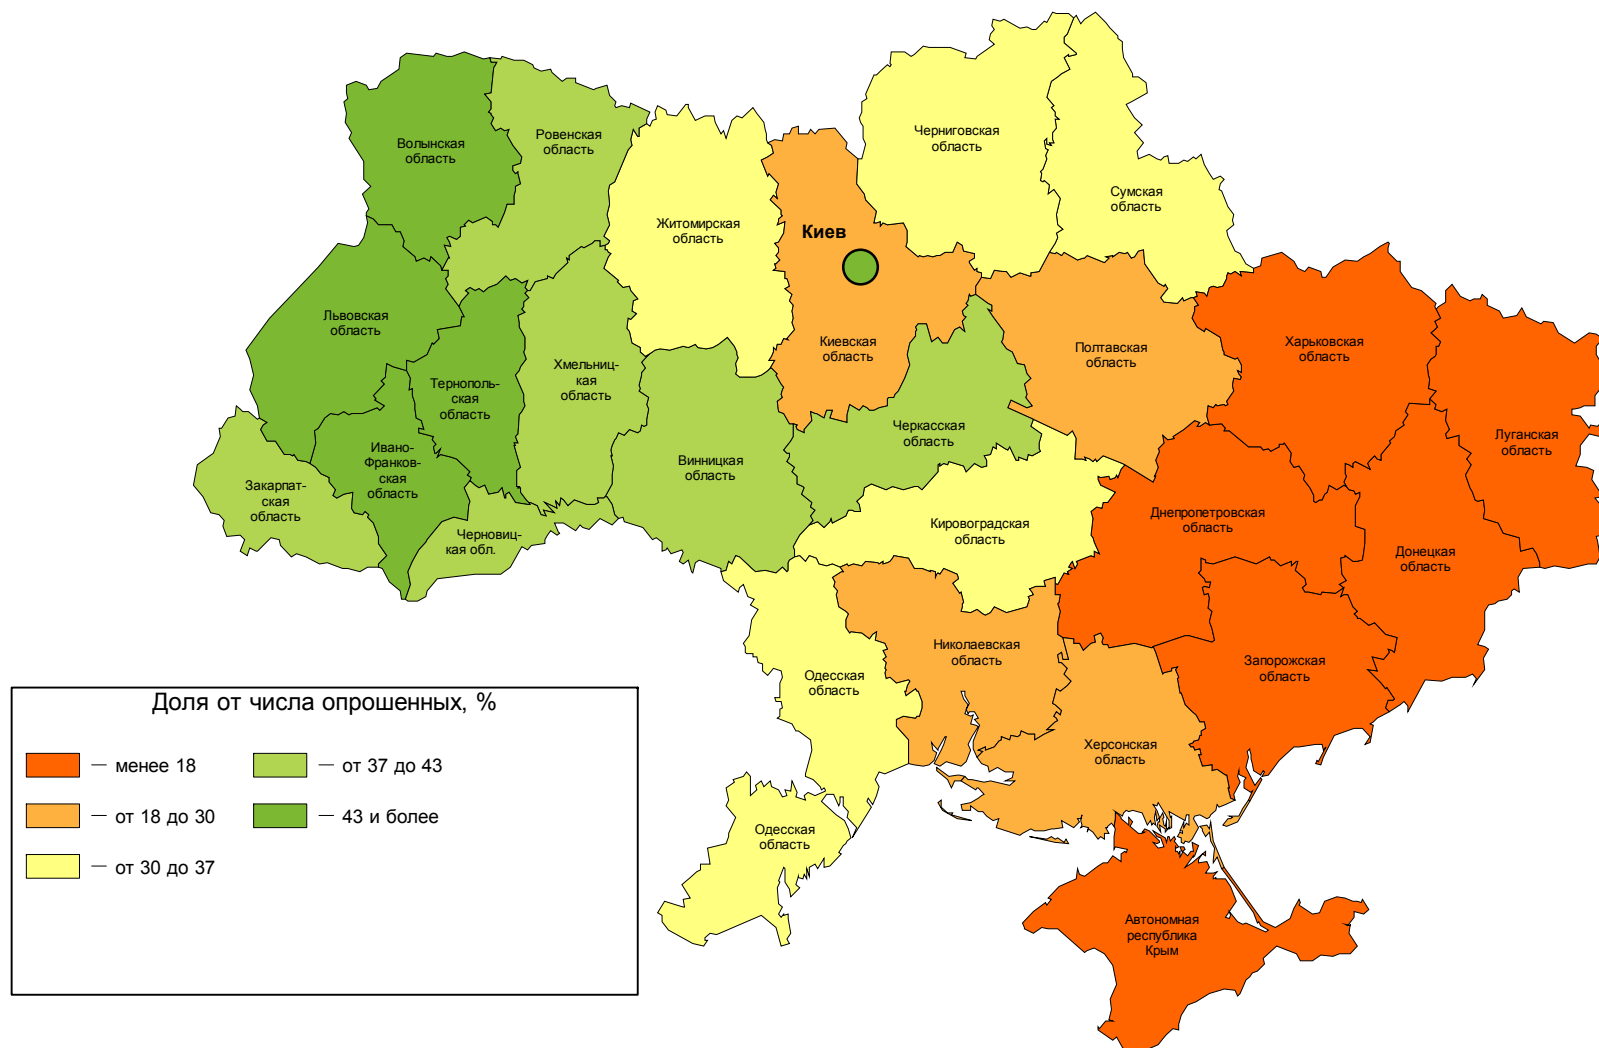 Волынская
область
Ровенская
область
Житомирская
область
Киев
Черниговская
область
Сумская
область
Львовская
область
Тернополь-
ская
область
Хмельниц-
кая
область
Киевская
область
Полтавская
область
Харьковская
область
Луганская
область
Ивано-
Франков-
ская
область
Закарпат-
ская
область
Черновиц-
кая обл.
Винницкая
область
Черкасская
область
Кировоградская
область
Днепропетровская
область
Донецкая
область
Одесская
область
Николаевская
область
Запорожская
область
Херсонская
область
Одесская
область
Автономная
республика
Крым
Доля от числа опрошенных, %
— менее 18
— от 18 до 30
— от 30 до 37
— от 37 до 43
— 43 и более